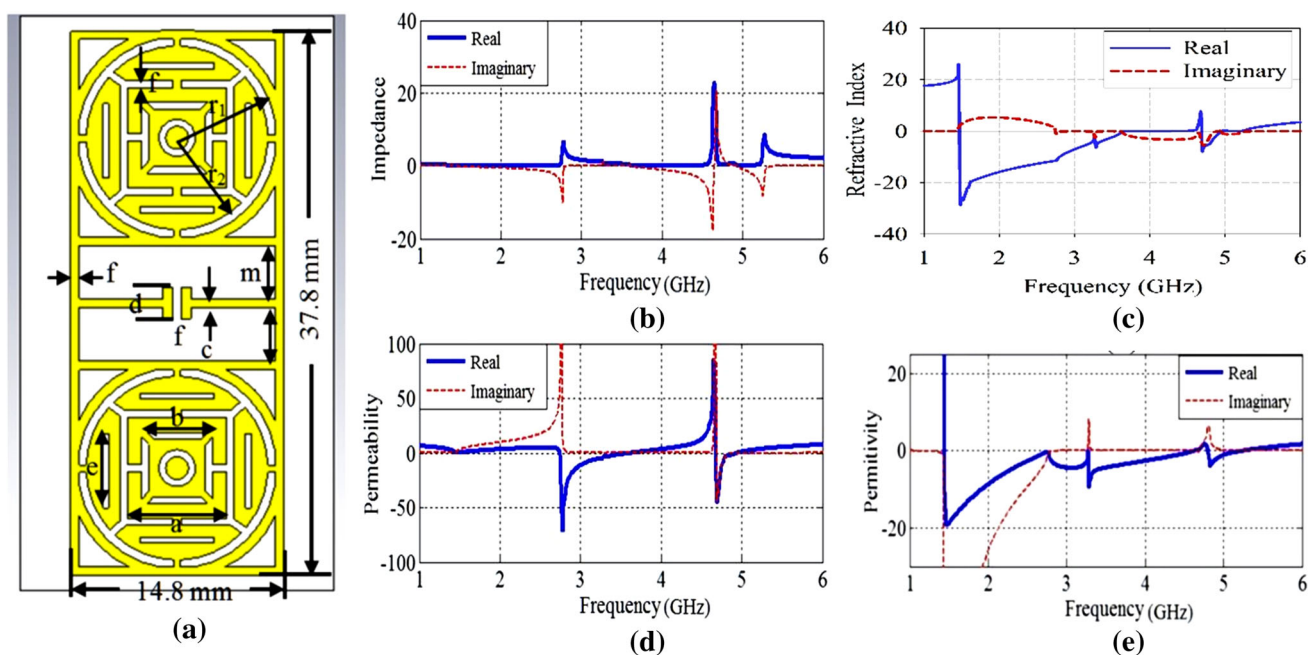 f
r1
r2
f
m
d
f
c
37.8 mm
b
e
a
14.8 mm
(a)
40
20
0
-20
Impedance
Real
Imaginary
1 2 3 4 5 6
Frequency (GHz)
(b)
40
20
0
-20
-40
Refractive Index
Real
Imaginary
1 2 3 4 5 6
Frequency (GHz)
(c)
100
50
0
-50
-100
Permeability
Real
Imaginary
1 2 3 4 5 6
Frequency (GHz)
(d)
20
0
-20
Permitivity
Real
Imaginary
1 2 3 4 5 6
Frequency (GHz)
(e)